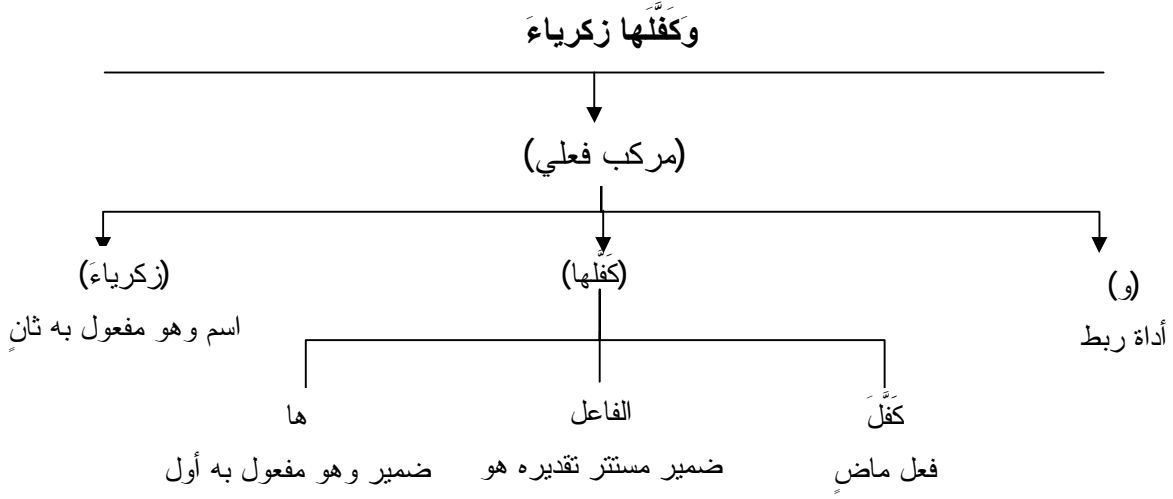 وَكَفَّلَها زكرياءَ
(مركب فعلي)
(و) (كَفَّلها) (زكرياءَ)
أداة ربط اسم وهو مفعول به ثانٍ
كَفَّلَ الفاعل ها
فعل ماضٍ ضمير مستتر تقديره هو ضمير وهو مفعول به أول